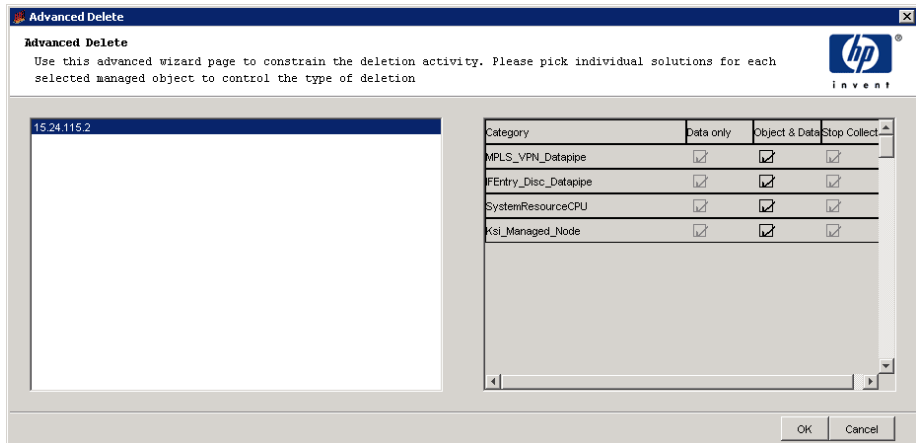 Advanced Delete
Advanced Delete
Use this advanced wizard page to constrain the deletion activity. Please pick individual solutions for each
selected managed object to control the type of deletion
hp
®
invent
15.24.115.2
Category Data only Object & Data Stop Collect
MPLS_VPN_Datapipe
IFEntry_Disc_Datapipe
SystemResourceCPU
Ksi_Managed_Node
OK Cancel